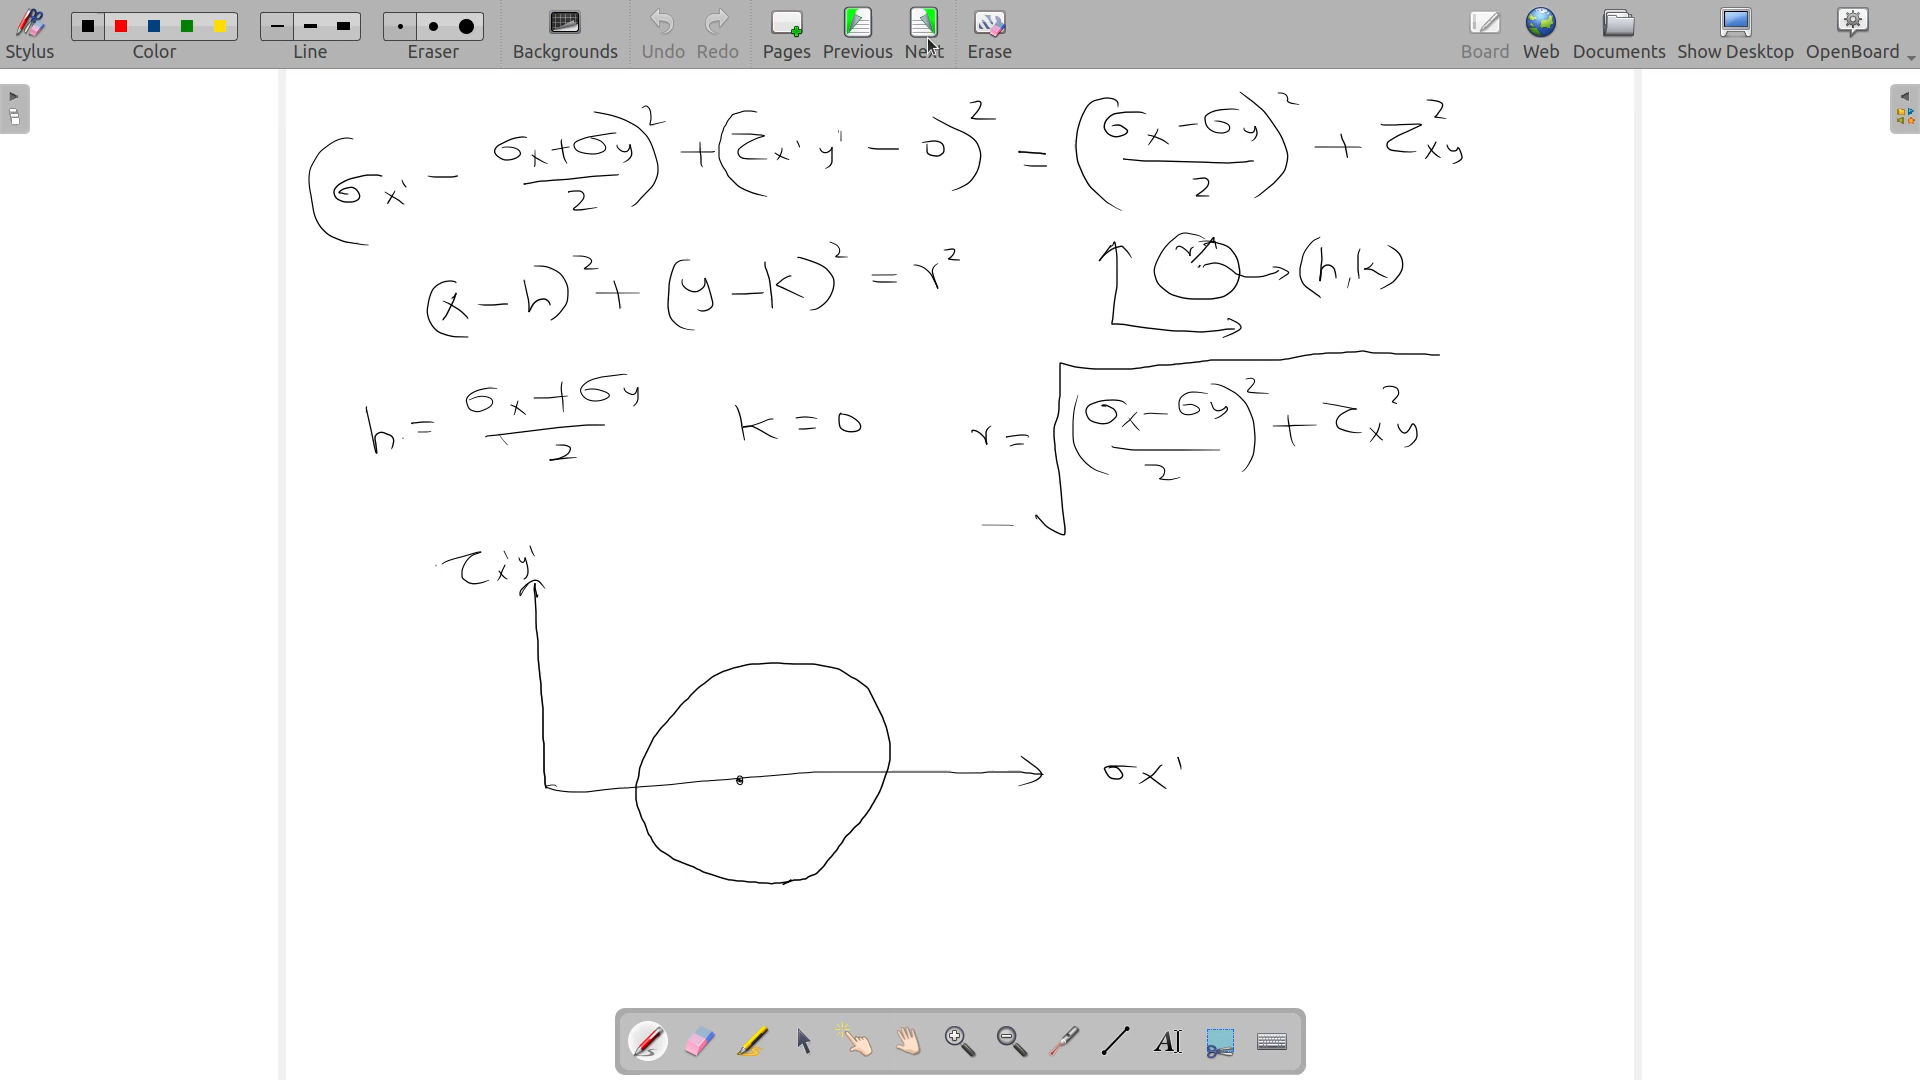 Stylus Color Line Eraser Backgrounds Undo Redo Pages Previous Next Erase Board Web Documents Show Desktop OpenBoard
(σx' − (σx+σy)/2)² + (τx'y' − 0)² = ((σx−σy)/2)² + τxy²
(x−h)² + (y−k)² = r²
r (h,k)
h = (σx+σy)/2 k = 0 r = √(((σx−σy)/2)² + τxy²)
τx'y'
σx'